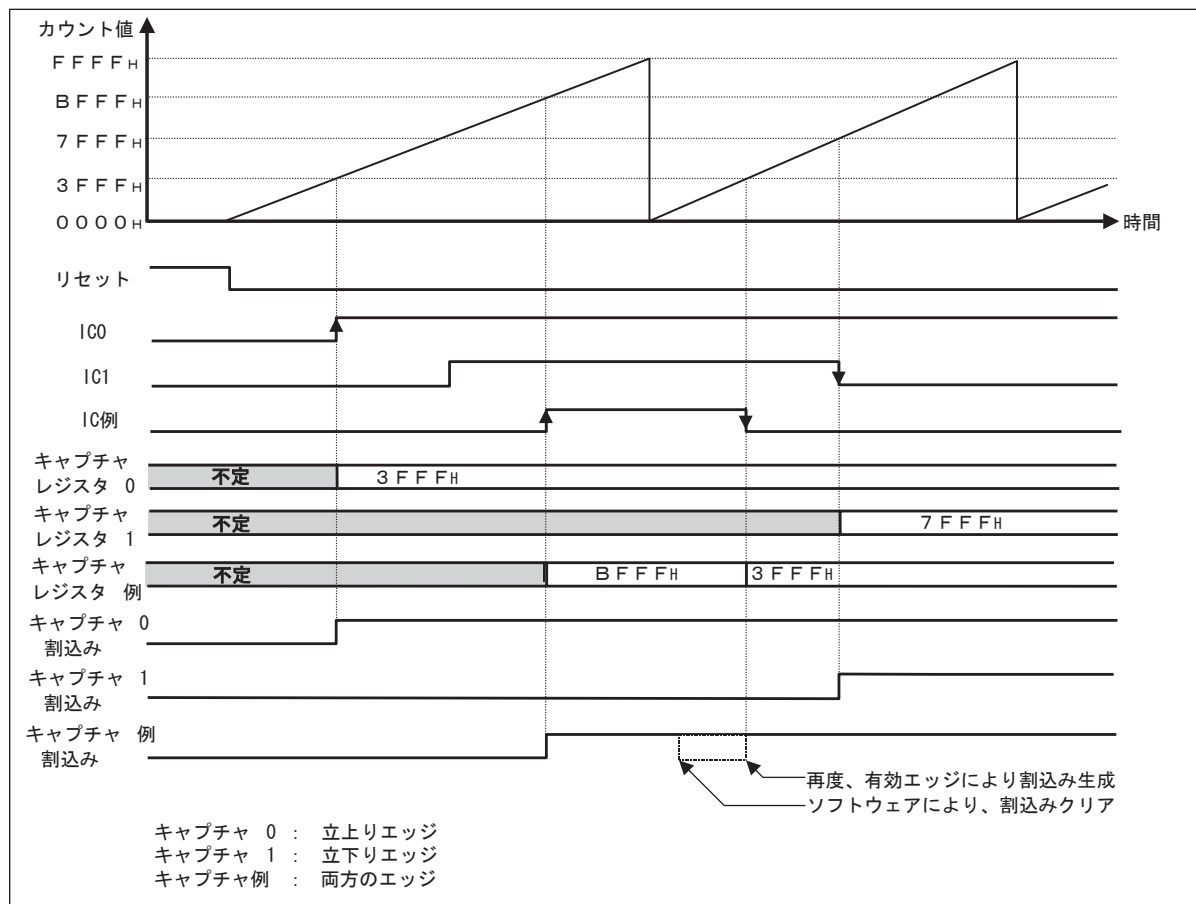 カウント値
FFFFH
BFFFH
7FFFH
3FFFH
0000H
時間
リセット
IC0
IC1
IC例
キャプチャ
レジスタ 0
不定
3FFFH
キャプチャ
レジスタ 1
不定
7FFFH
キャプチャ
レジスタ 例
不定
BFFFH
3FFFH
キャプチャ 0
割込み
キャプチャ 1
割込み
キャプチャ 例
割込み
再度、有効エッジにより割込み生成
ソフトウェアにより、割込みクリア
キャプチャ 0 : 立上りエッジ
キャプチャ 1 : 立下りエッジ
キャプチャ例 : 両方のエッジ